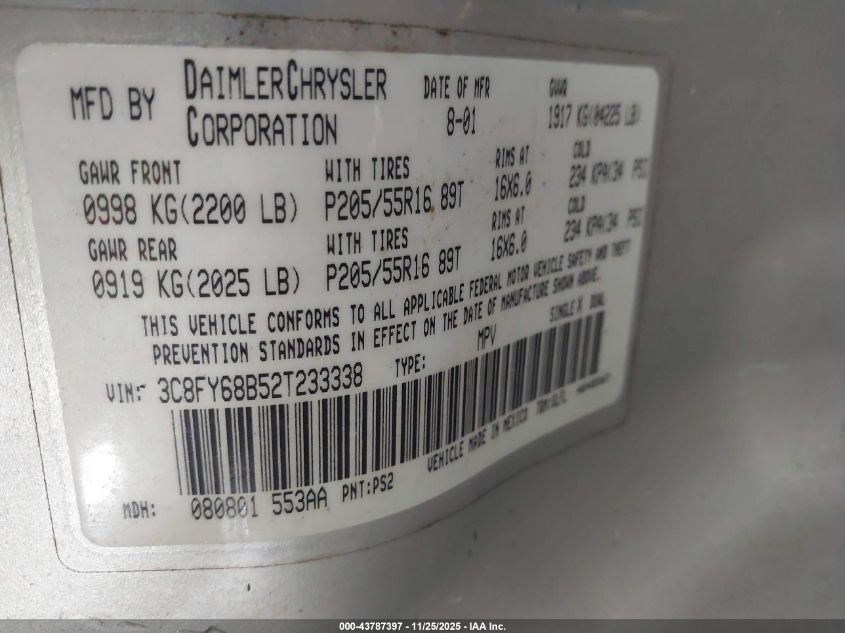 MFD BY DAIMLERCHRYSLER CORPORATION
DATE OF MFR 8-01
GVWR 1917 KG(04225 LB)
GAWR FRONT WITH TIRES RIMS AT COLD
0998 KG(2200 LB) P205/55R16 89T 16X6.0 234 KPA(34 PSI
GAWR REAR WITH TIRES RIMS AT COLD
0919 KG(2025 LB) P205/55R16 89T 16X6.0 234 KPA(34 PSI
THIS VEHICLE CONFORMS TO ALL APPLICABLE FEDERAL MOTOR VEHICLE SAFETY AND THEFT
PREVENTION STANDARDS IN EFFECT ON THE DATE OF MANUFACTURE SHOWN ABOVE.
VIN: 3C8FY68B52T233338 TYPE: MPV SINGLE X DUAL
VEHICLE MADE IN MEXICO
MDH: 080801 553AA PNT:PS2
000-43787397 - 11/25/2025 - IAA Inc.